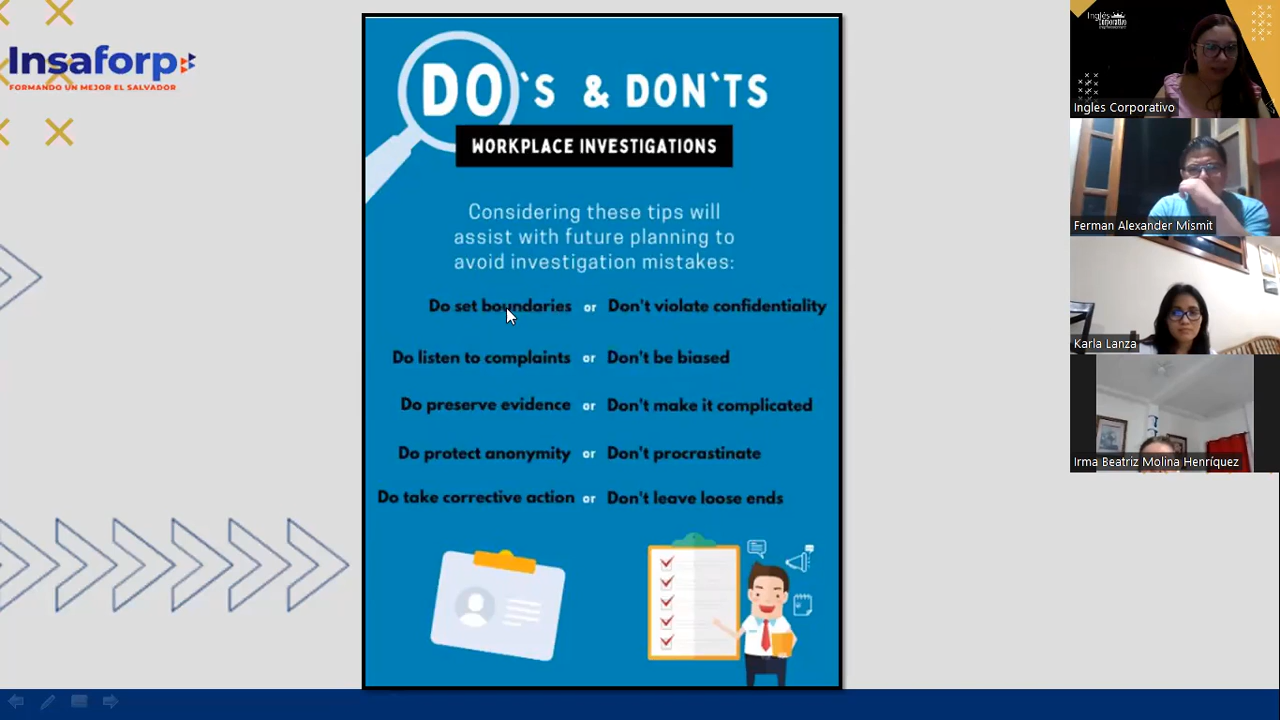 Insaforp
FORMANDO UN MEJOR EL SALVADOR
DO`S & DON`TS
WORKPLACE INVESTIGATIONS
Considering these tips will
assist with future planning to
avoid investigation mistakes:
Do set boundaries or Don't violate confidentiality
Do listen to complaints or Don't be biased
Do preserve evidence or Don't make it complicated
Do protect anonymity or Don't procrastinate
Do take corrective action or Don't leave loose ends
Inglés
Corporativo
Ingles Corporativo
Ferman Alexander Mismit
Karla Lanza
Irma Beatriz Molina Henríquez